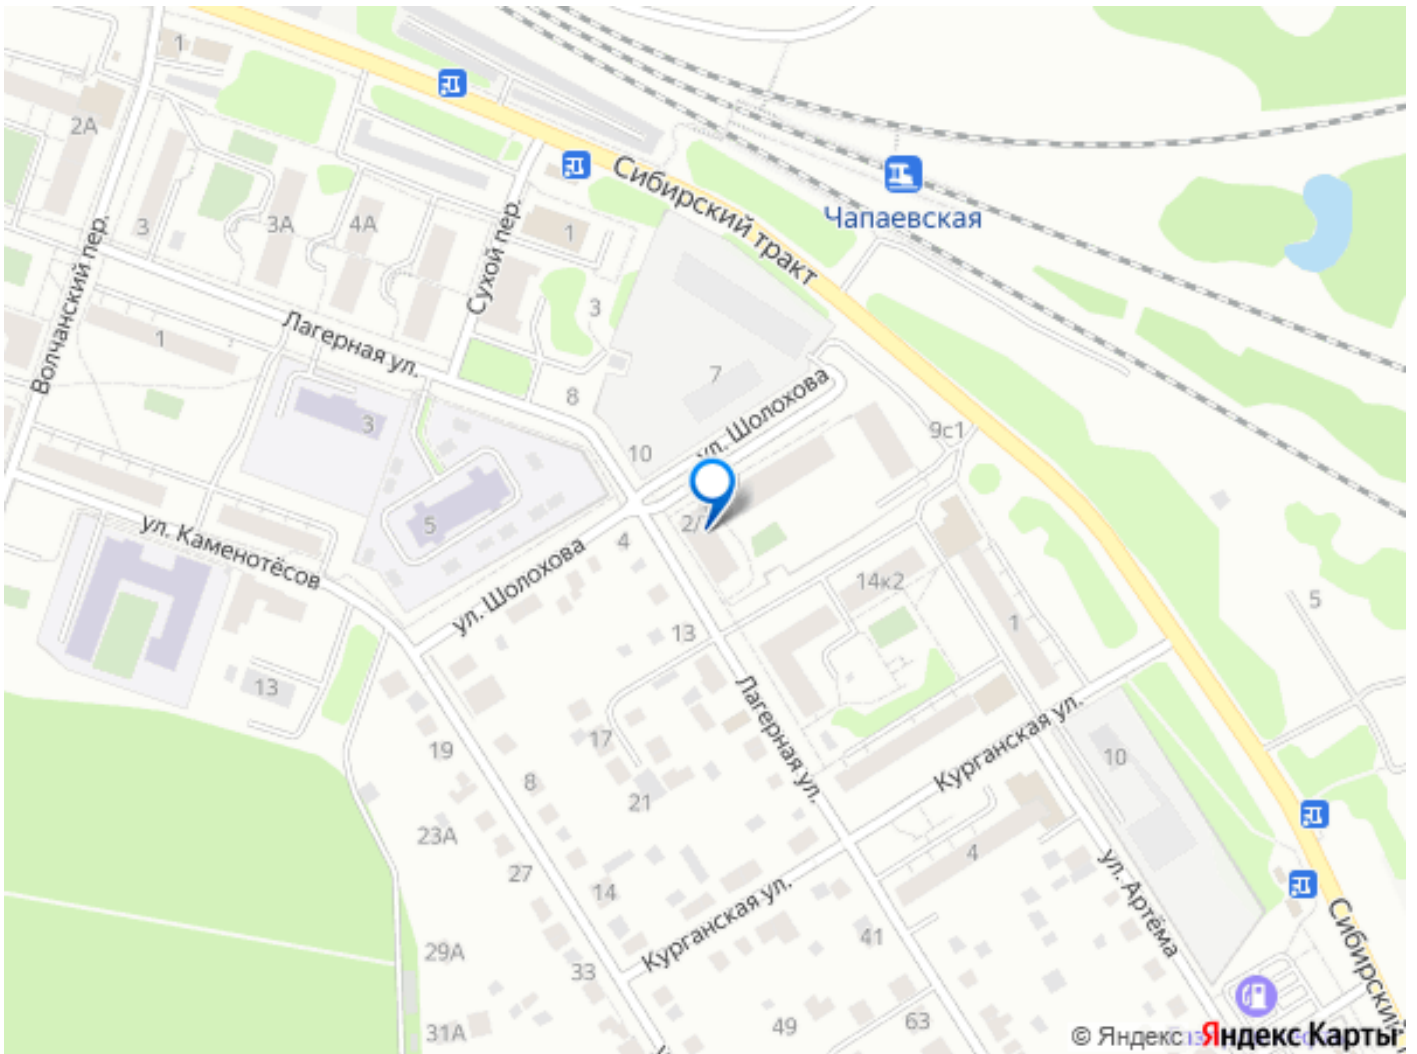 1
2А
Сибирский тракт
Чапаевская
3
3А
4А
1
Сухой пер.
Волчанский пер.
3
Лагерная ул.
1
7
8
ул. Шолохова
3
9с1
10
5
2/
4
ул. Каменотёсов
ул. Шолохова
14к2
5
1
13
13
Лагерная ул.
Курганская ул.
19
17
10
8
21
23А
4
27
14
Курганская ул.
ул. Артёма
41
Сибирский
29А
33
31А
49
63
© Яндекс
Яндекс Карты